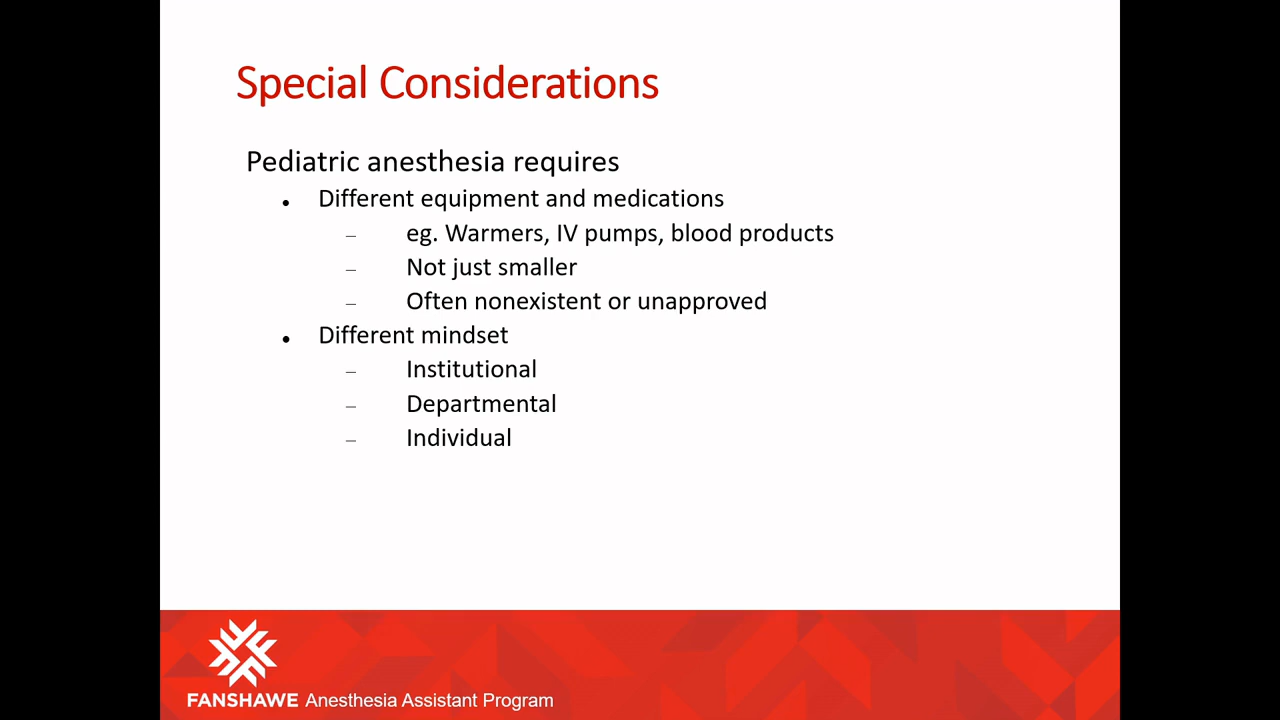 Special Considerations
Pediatric anesthesia requires
• Different equipment and medications
– eg. Warmers, IV pumps, blood products
– Not just smaller
– Often nonexistent or unapproved
• Different mindset
– Institutional
– Departmental
– Individual
FANSHAWE Anesthesia Assistant Program